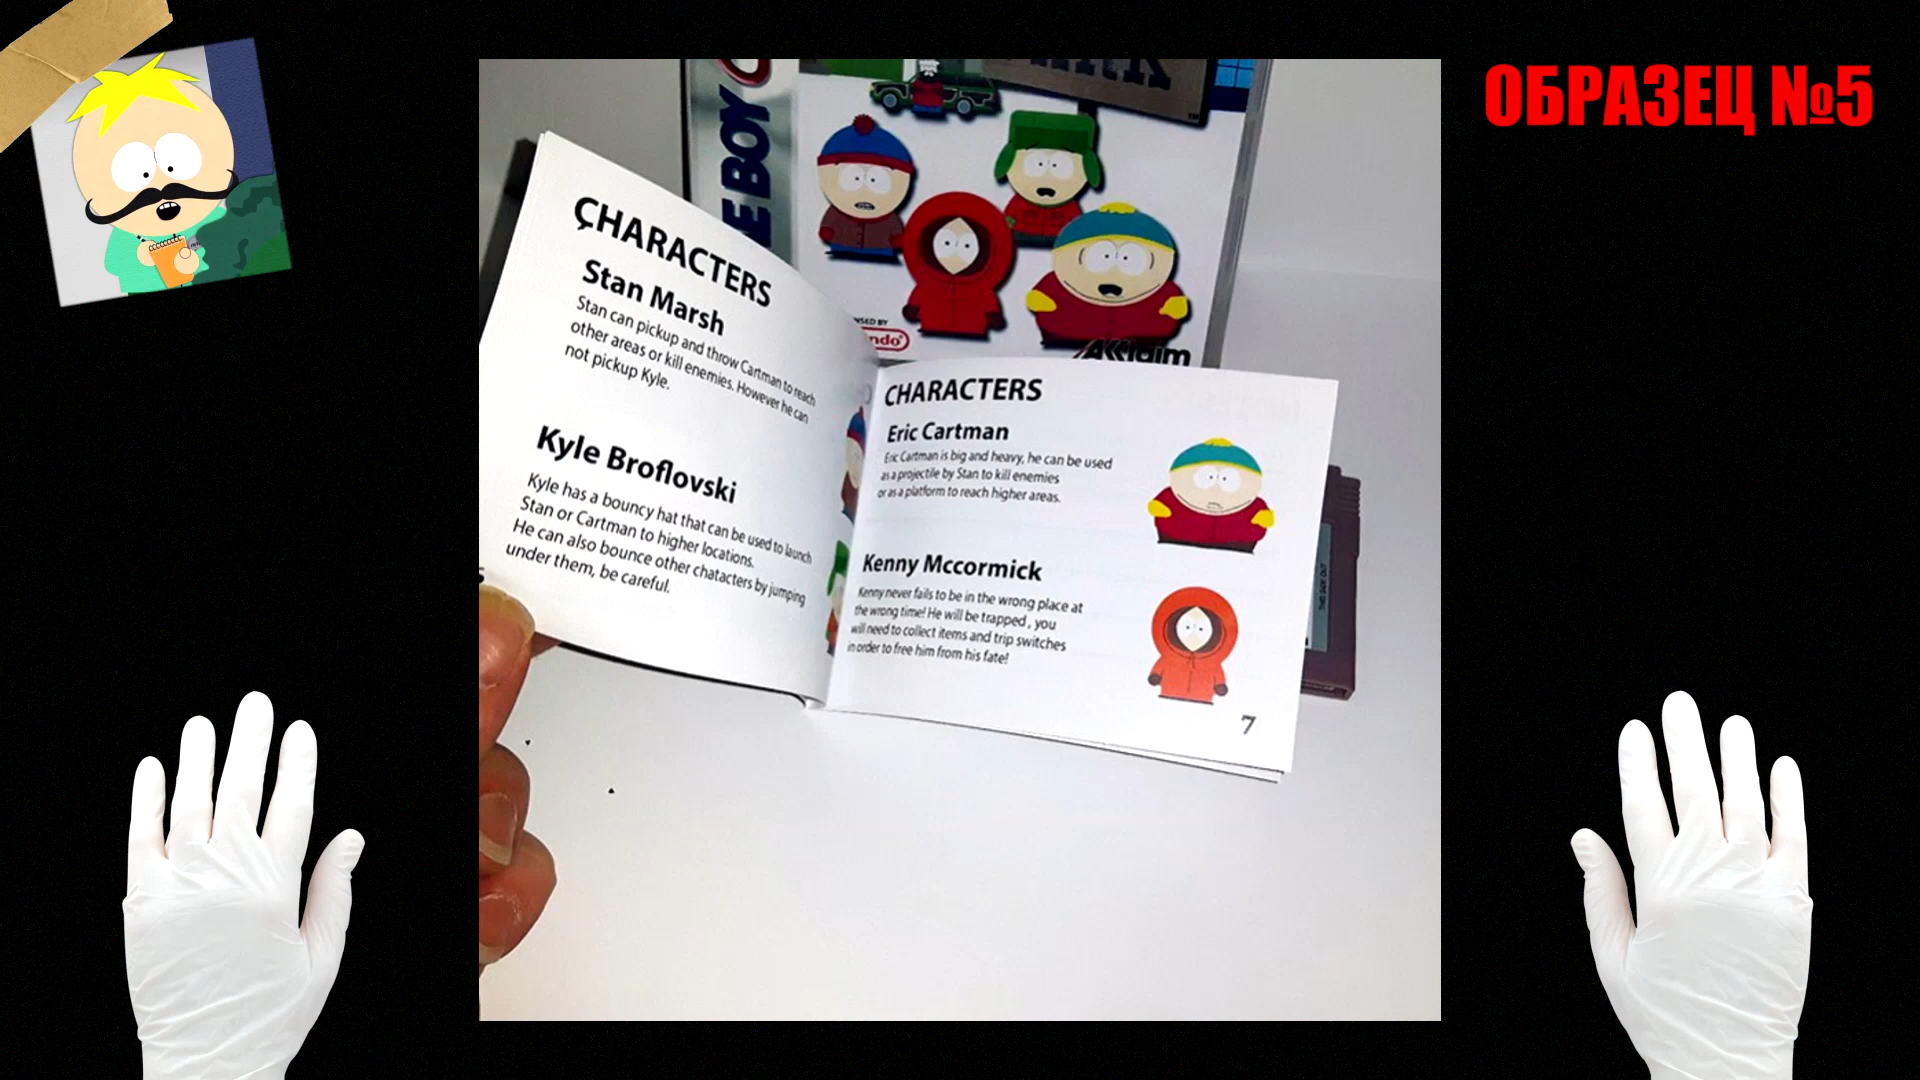 ОБРАЗЕЦ №5
BOY
Acclaim
CHARACTERS
Stan Marsh
Stan can pickup and throw Cartman to reach
other areas or kill enemies. However he can
not pickup Kyle.
Kyle Broflovski
Kyle has a bouncy hat that can be used to launch
Stan or Cartman to higher locations.
He can also bounce other chatacters by jumping
under them, be careful.
CHARACTERS
Eric Cartman
Eric Cartman is big and heavy, he can be used
as a projectile by Stan to kill enemies
or as a platform to reach higher areas.
Kenny Mccormick
Kenny never fails to be in the wrong place at
the wrong time! He will be trapped , you
will need to collect items and trip switches
in order to free him from his fate!
7